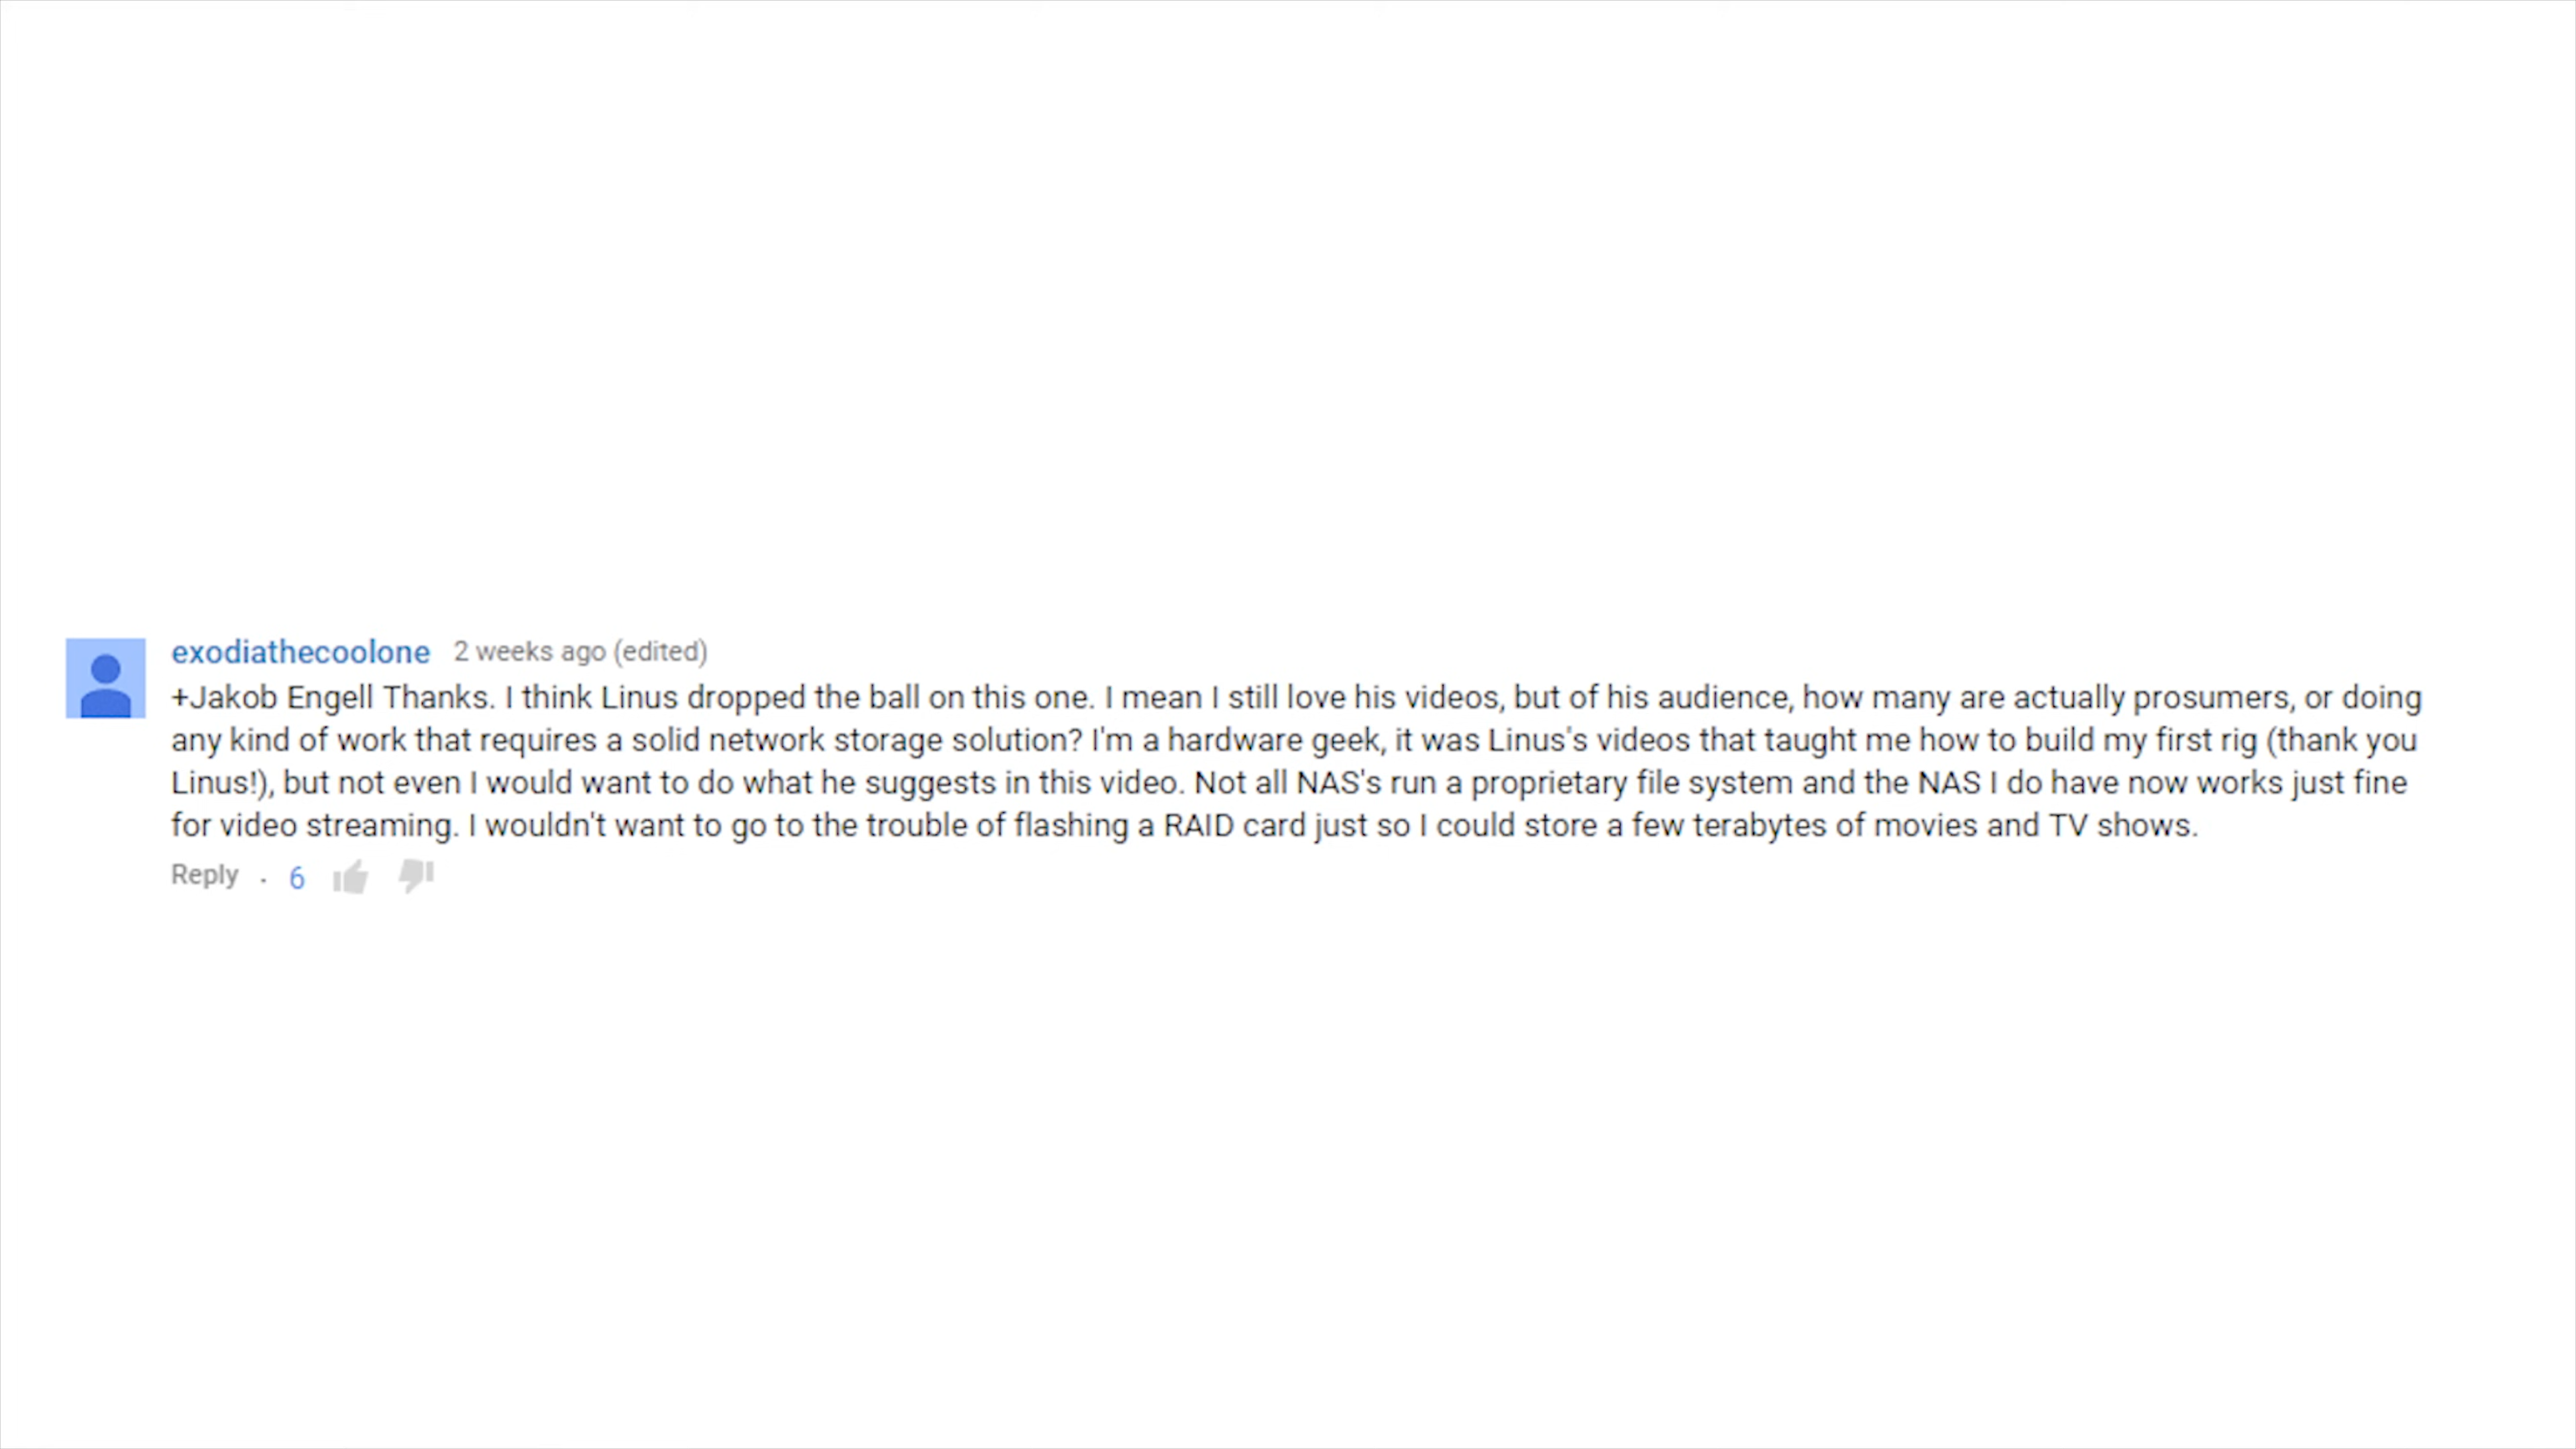 exodiathecoolone 2 weeks ago (edited)
+Jakob Engell Thanks. I think Linus dropped the ball on this one. I mean I still love his videos, but of his audience, how many are actually prosumers, or doing
any kind of work that requires a solid network storage solution? I'm a hardware geek, it was Linus's videos that taught me how to build my first rig (thank you
Linus!), but not even I would want to do what he suggests in this video. Not all NAS's run a proprietary file system and the NAS I do have now works just fine
for video streaming. I wouldn't want to go to the trouble of flashing a RAID card just so I could store a few terabytes of movies and TV shows.
Reply · 6